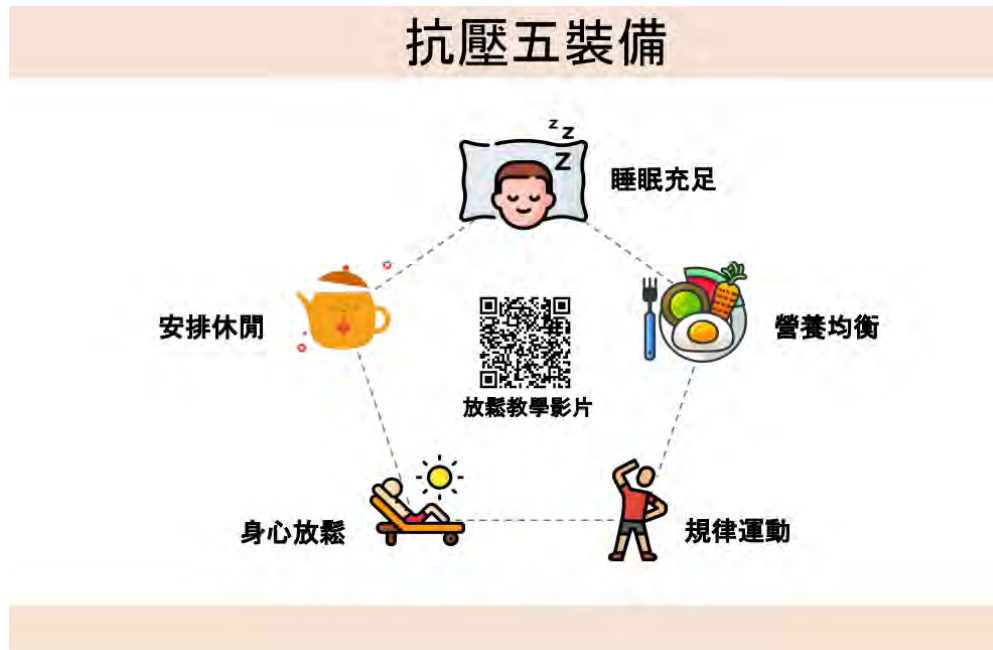 抗壓五裝備
z
z
Z
睡眠充足
安排休閒
營養均衡
放鬆教學影片
身心放鬆
規律運動